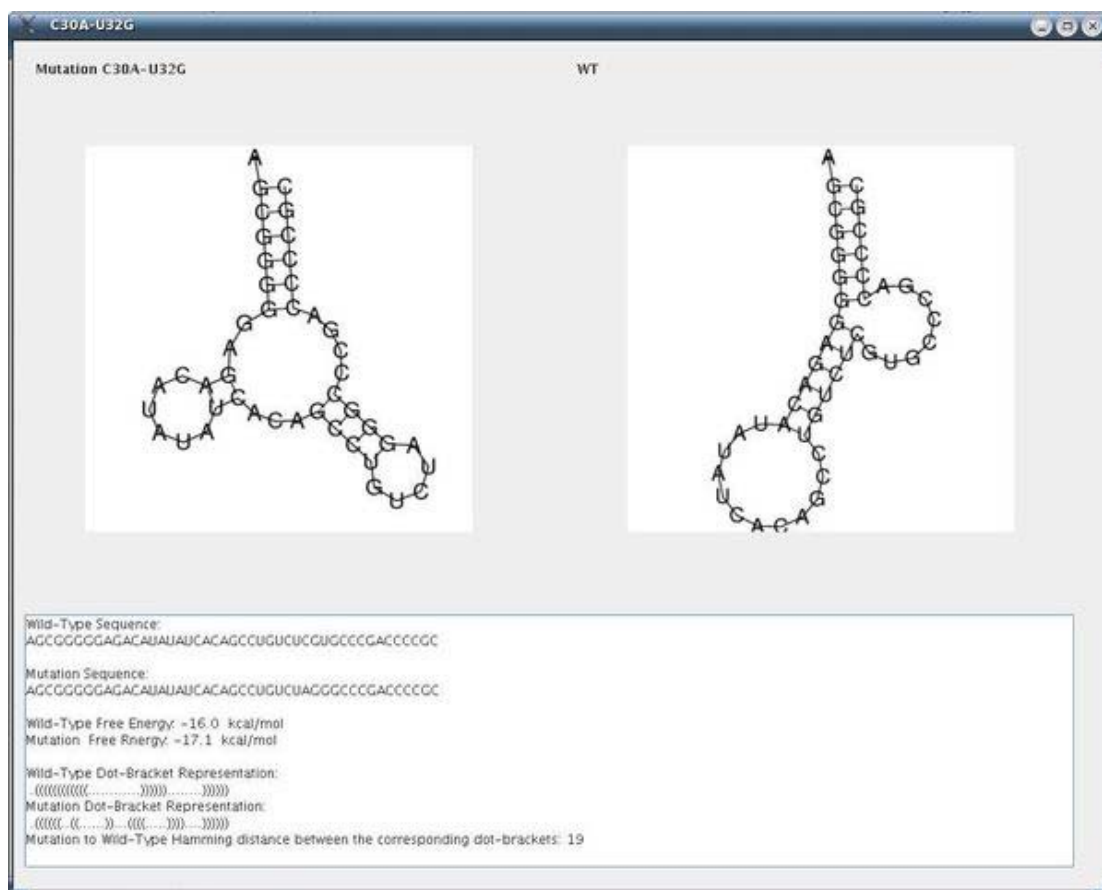 C30A-U32G
Mutation C30A-U32G
WT
A G C G G G G G A G A C A U A U A U C A C A G C C U G U C U A G G G C C C G A C C C C G C
A G C G G G G G A G A C A U A U A U C A C A G C C U G U C U C G U G C C C G A C C C C G C
Wild-Type Sequence:
AGCGGGGGAGACAUAUAUCACAGCCUGUCUCGUGCCCGACCCCGC
Mutation Sequence:
AGCGGGGGAGACAUAUAUCACAGCCUGUCUAGGGCCCGACCCCGC
Wild-Type Free Energy: -16.0 kcal/mol
Mutation Free Rnergy: -17.1 kcal/mol
Wild-Type Dot-Bracket Representation:
.((((((((((((............))))))........))))))
Mutation Dot-Bracket Representation:
.((((((..((......))...((((.....))))....))))))
Mutation to Wild-Type Hamming distance between the corresponding dot-brackets: 19